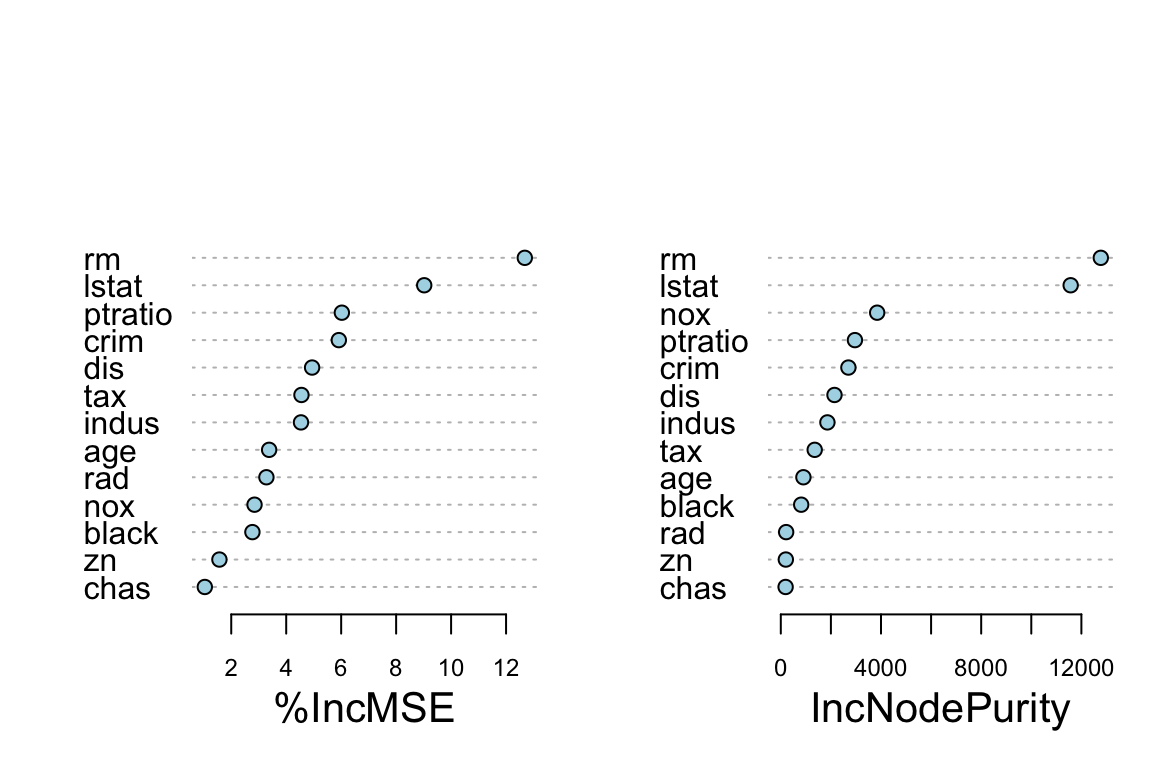 rm
lstat
ptratio
crim
dis
tax
indus
age
rad
nox
black
zn
chas
2 4 6 8 10 12
%IncMSE
rm
lstat
nox
ptratio
crim
dis
indus
tax
age
black
rad
zn
chas
0 4000 8000 12000
IncNodePurity